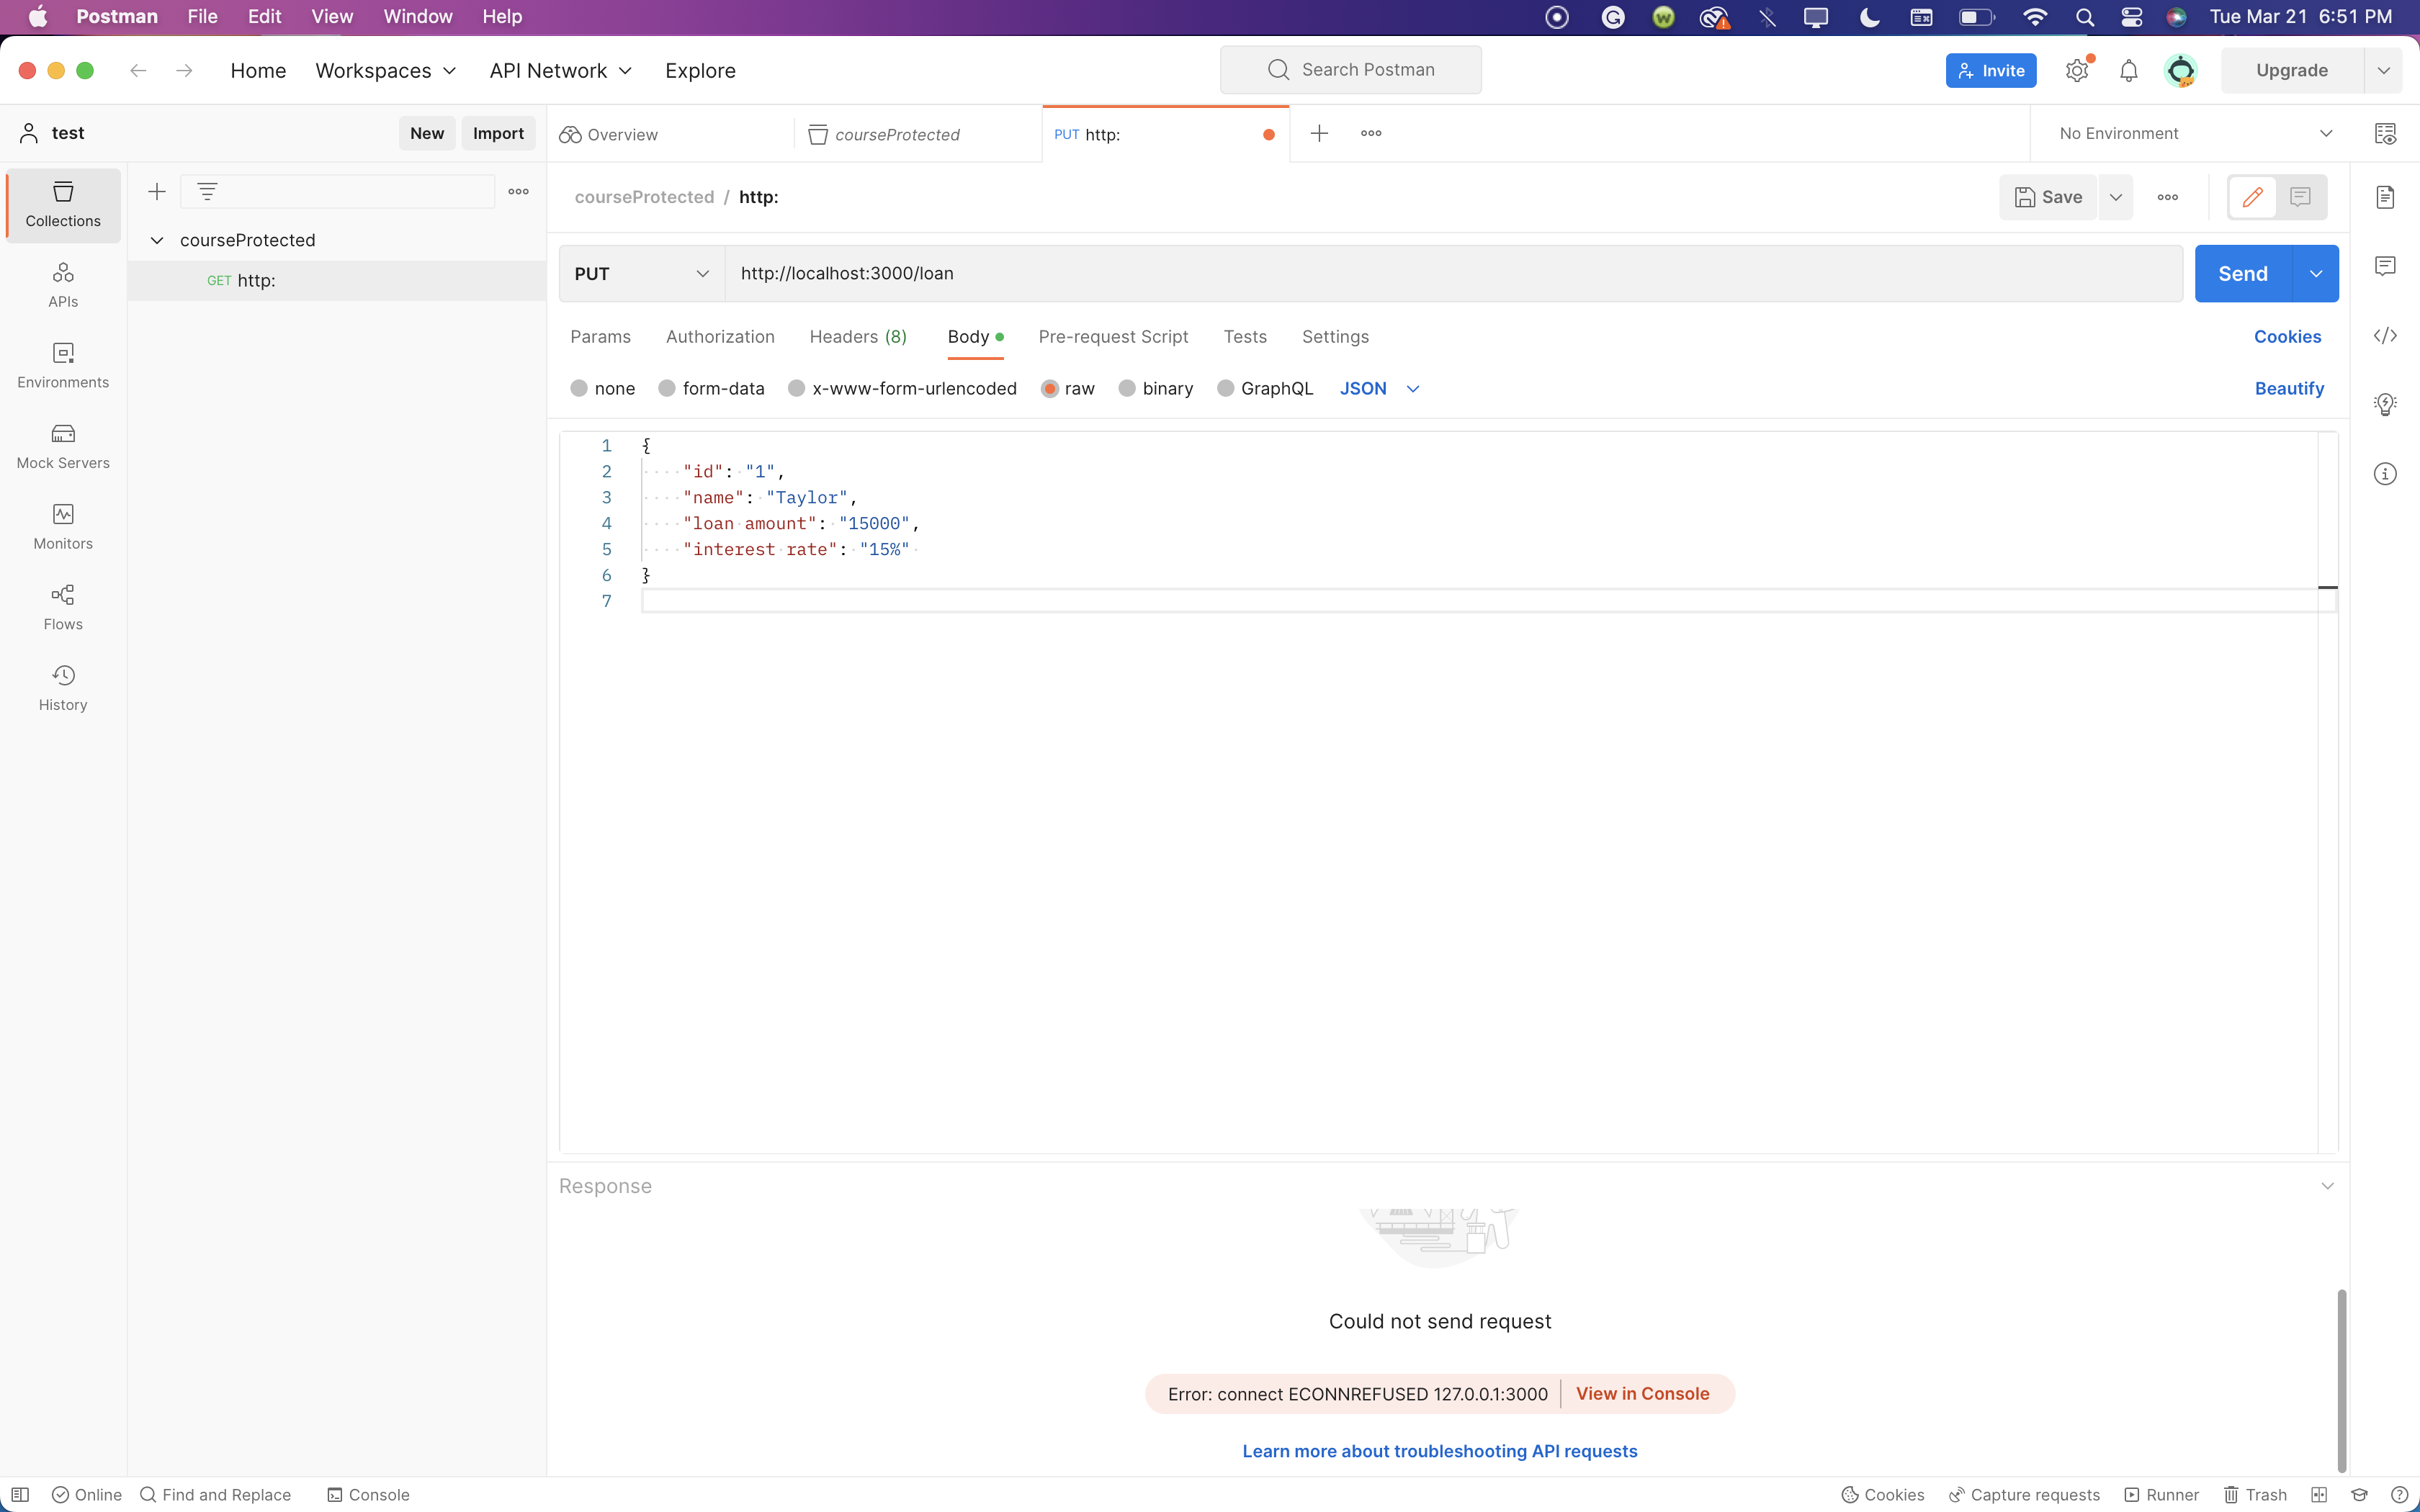 Postman File Edit View Window Help Tue Mar 21 6:51 PM
Home Workspaces API Network Explore Search Postman Invite Upgrade
test New Import Overview courseProtected PUT http: No Environment
Collections
APIs
Environments
Mock Servers
Monitors
Flows
History
courseProtected
GET http:
courseProtected / http: Save
PUT http://localhost:3000/loan Send
Params Authorization Headers (8) Body Pre-request Script Tests Settings Cookies
none form-data x-www-form-urlencoded raw binary GraphQL JSON Beautify
1 {
2 "id": "1",
3 "name": "Taylor",
4 "loan amount": "15000",
5 "interest rate": "15%"
6 }
7
Response
Could not send request
Error: connect ECONNREFUSED 127.0.0.1:3000 View in Console
Learn more about troubleshooting API requests
Online Find and Replace Console Cookies Capture requests Runner Trash